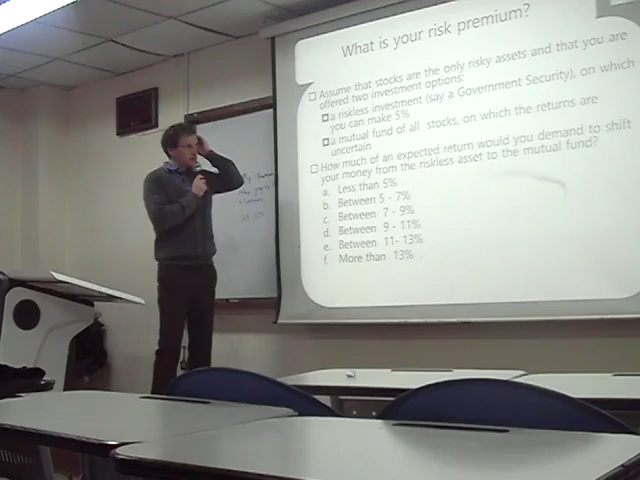 What is your risk premium?
Assume that stocks are the only risky assets and that you are
offered two investment options:
a riskless investment (say a Government Security), on which
you can make 5%
a mutual fund of all stocks, on which the returns are
uncertain
How much of an expected return would you demand to shift
your money from the riskless asset to the mutual fund?
a. Less than 5%
b. Between 5 - 7%
c. Between 7 - 9%
d. Between 9 - 11%
e. Between 11- 13%
f. More than 13%